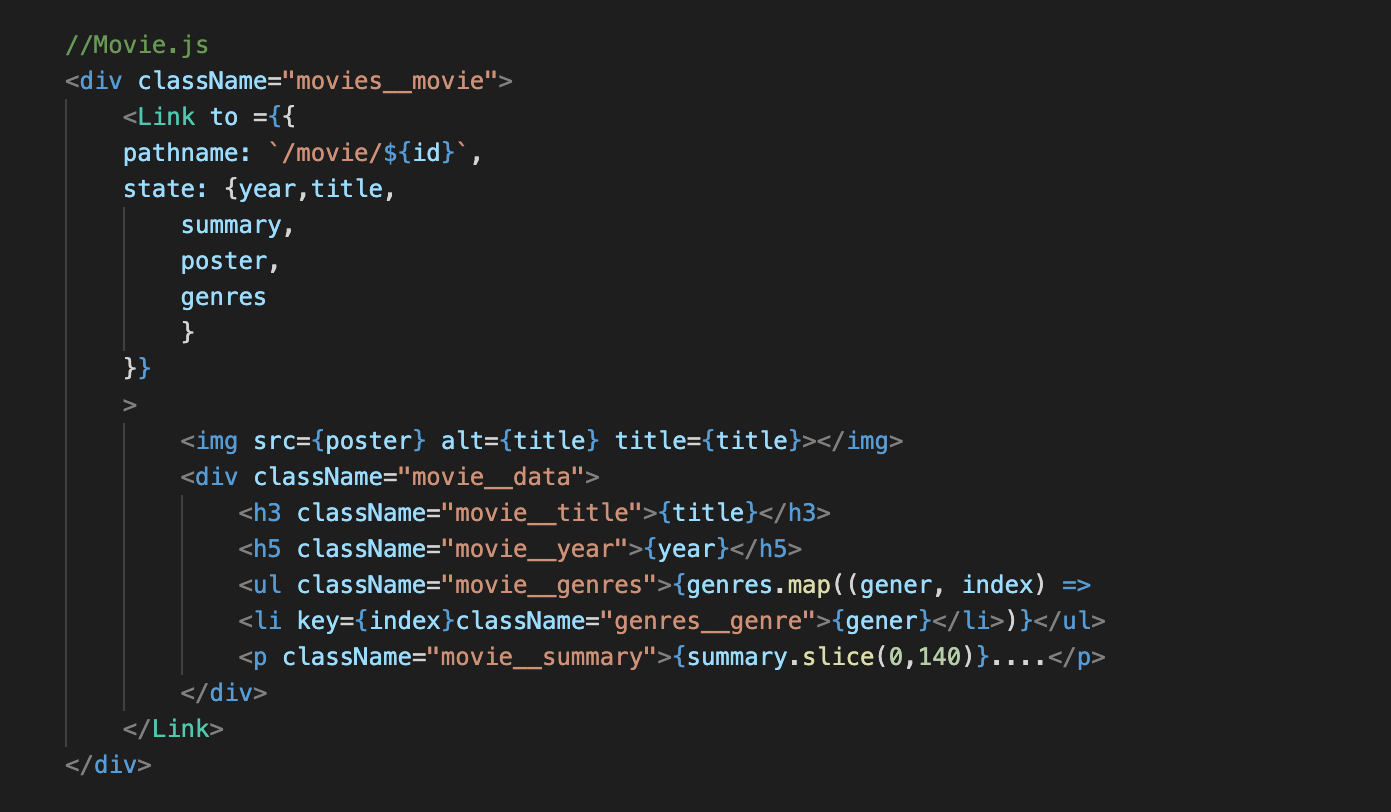 //Movie.js
<div className="movies__movie">
    <Link to ={{
    pathname: `/movie/${id}`,
    state: {year,title,
        summary,
        poster,
        genres
        }
    }}
    >
        <img src={poster} alt={title} title={title}></img>
        <div className="movie__data">
            <h3 className="movie__title">{title}</h3>
            <h5 className="movie__year">{year}</h5>
            <ul className="movie__genres">{genres.map((gener, index) =>
            <li key={index}className="genres__genre">{gener}</li>)}</ul>
            <p className="movie__summary">{summary.slice(0,140)}....</p>
        </div>
    </Link>
</div>